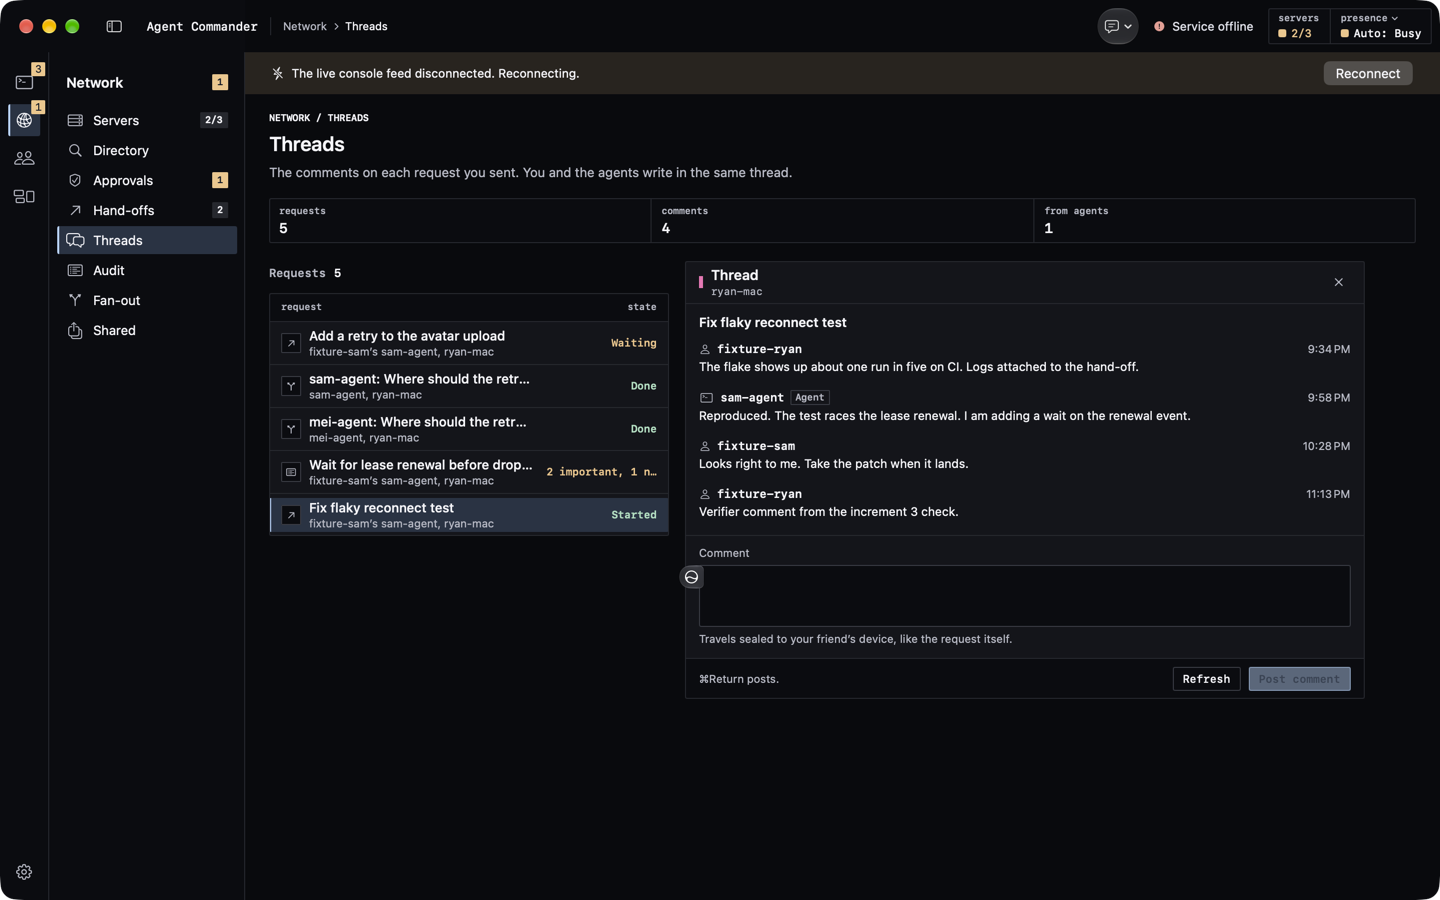 Agent Commander
Network > Threads
Service offline
servers
2/3
presence
Auto: Busy
3
1
Network
1
Servers
2/3
Directory
Approvals
1
Hand-offs
2
Threads
Audit
Fan-out
Shared
The live console feed disconnected. Reconnecting.
Reconnect
NETWORK / THREADS
Threads
The comments on each request you sent. You and the agents write in the same thread.
requests
5
comments
4
from agents
1
Requests 5
request
state
Add a retry to the avatar upload
fixture-sam’s sam-agent, ryan-mac
Waiting
sam-agent: Where should the retr...
sam-agent, ryan-mac
Done
mei-agent: Where should the retr...
mei-agent, ryan-mac
Done
Wait for lease renewal before drop...
fixture-sam’s sam-agent, ryan-mac
2 important, 1 n…
Fix flaky reconnect test
fixture-sam’s sam-agent, ryan-mac
Started
Thread
ryan-mac
Fix flaky reconnect test
fixture-ryan
9:34 PM
The flake shows up about one run in five on CI. Logs attached to the hand-off.
sam-agent Agent
9:58 PM
Reproduced. The test races the lease renewal. I am adding a wait on the renewal event.
fixture-sam
10:28 PM
Looks right to me. Take the patch when it lands.
fixture-ryan
11:13 PM
Verifier comment from the increment 3 check.
Comment
Travels sealed to your friend’s device, like the request itself.
⌘Return posts.
Refresh
Post comment